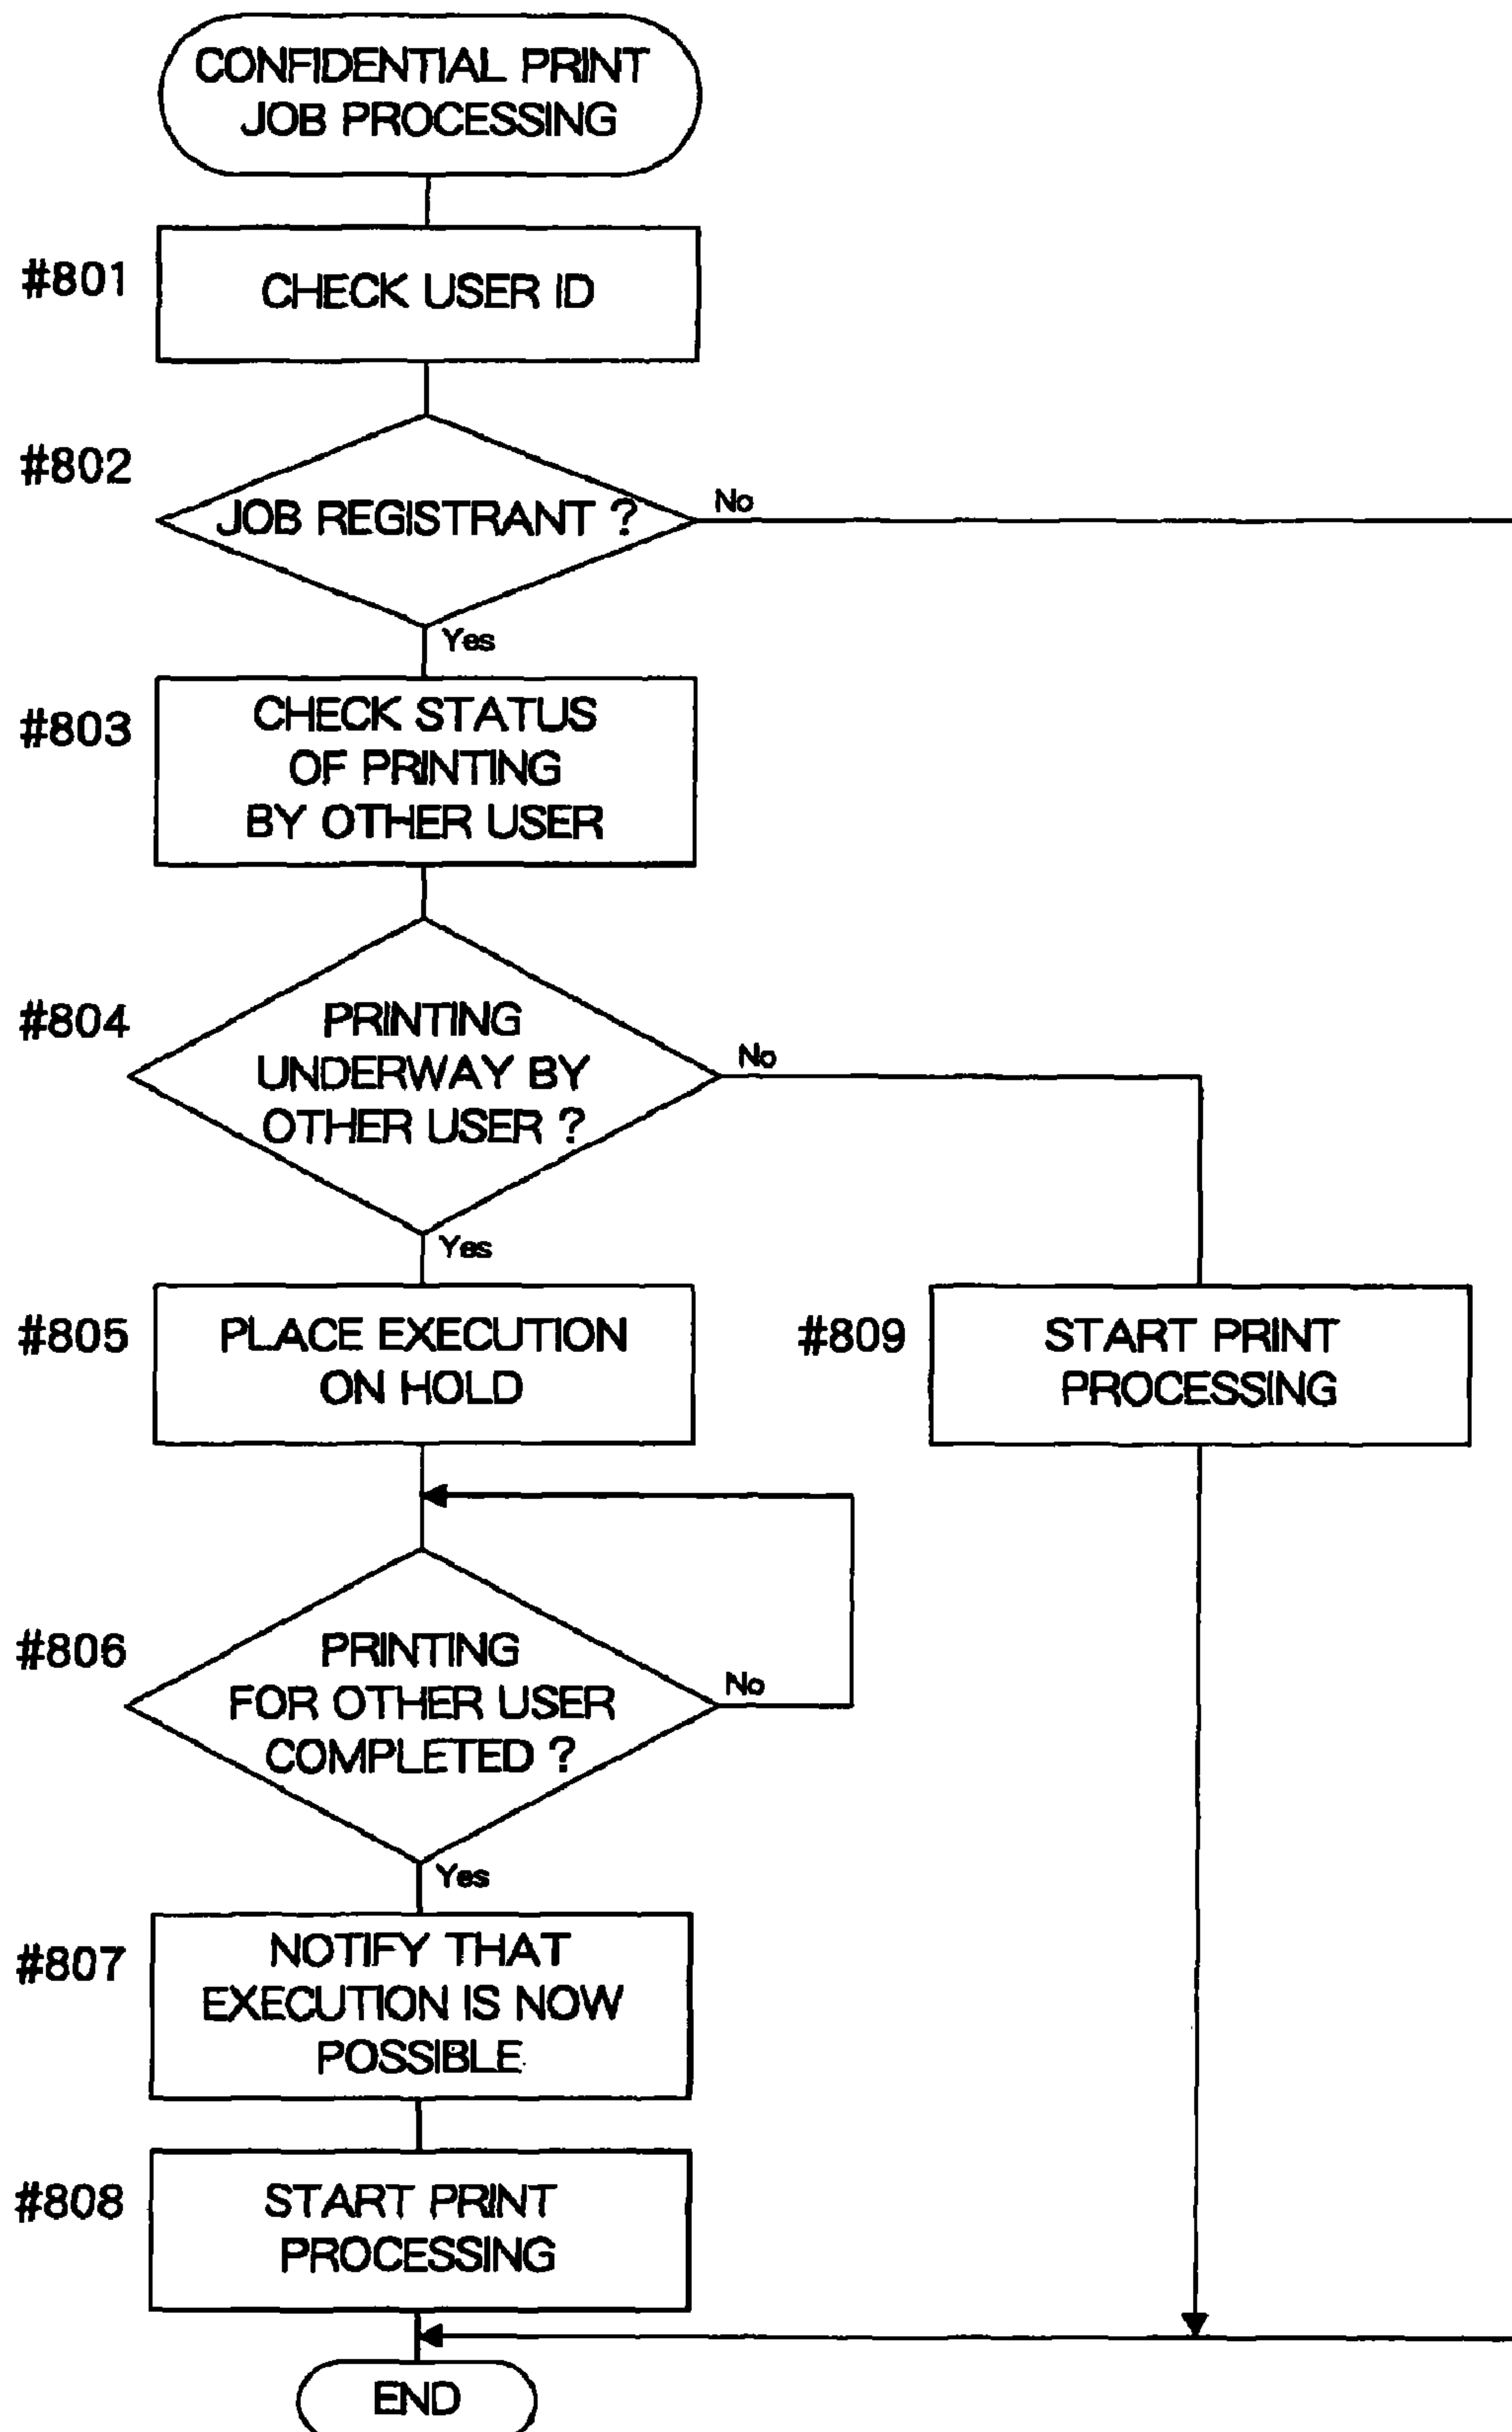 CONFIDENTIAL PRINT
JOB PROCESSING
#801
CHECK USER ID
#802
JOB REGISTRANT ?
No
Yes
#803
CHECK STATUS
OF PRINTING
BY OTHER USER
#804
PRINTING
UNDERWAY BY
OTHER USER ?
No
Yes
#805
PLACE EXECUTION
ON HOLD
#809
START PRINT
PROCESSING
#806
PRINTING
FOR OTHER USER
COMPLETED ?
No
Yes
#807
NOTIFY THAT
EXECUTION IS NOW
POSSIBLE
#808
START PRINT
PROCESSING
END